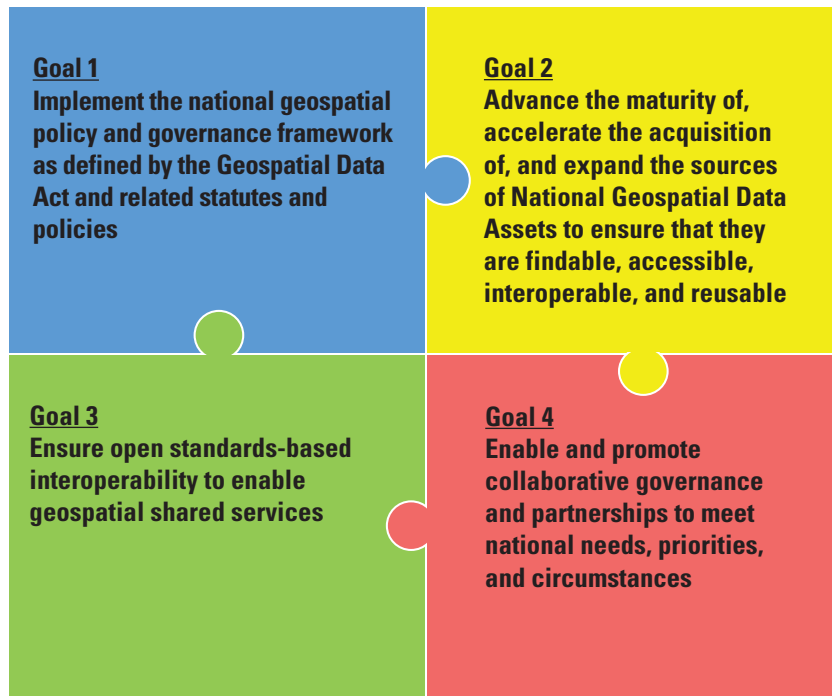 Goal 1
Implement the national geospatial
policy and governance framework
as defined by the Geospatial Data
Act and related statutes and
policies
Goal 2
Advance the maturity of,
accelerate the acquisition
of, and expand the sources
of National Geospatial Data
Assets to ensure that they
are findable, accessible,
interoperable, and reusable
Goal 3
Ensure open standards-based
interoperability to enable
geospatial shared services
Goal 4
Enable and promote
collaborative governance
and partnerships to meet
national needs, priorities,
and circumstances